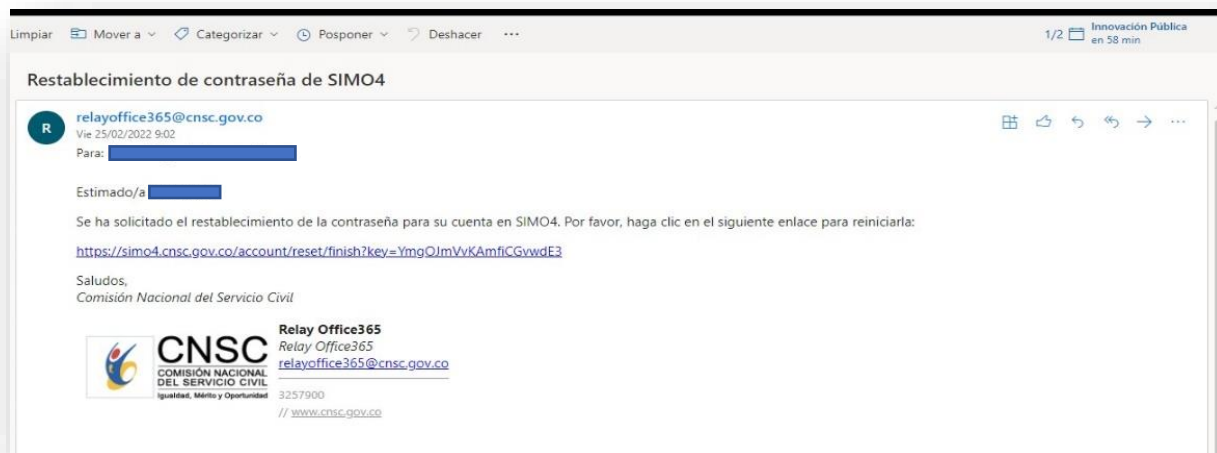 Limpiar Mover a Categorizar Posponer Deshacer ...
1/2 Innovación Pública
en 58 min
Restablecimiento de contraseña de SIMO4
R
relayoffice365@cnsc.gov.co
Vie 25/02/2022 9:02
Para:
Estimado/a
Se ha solicitado el restablecimiento de la contraseña para su cuenta en SIMO4. Por favor, haga clic en el siguiente enlace para reiniciarla:
https://simo4.cnsc.gov.co/account/reset/finish?key=YmgOJmVvKAmfiCGvwdE3
Saludos,
Comisión Nacional del Servicio Civil
CNSC
COMISIÓN NACIONAL
DEL SERVICIO CIVIL
Igualdad, Mérito y Oportunidad
Relay Office365
Relay Office365
relayoffice365@cnsc.gov.co
3257900
// www.cnsc.gov.co